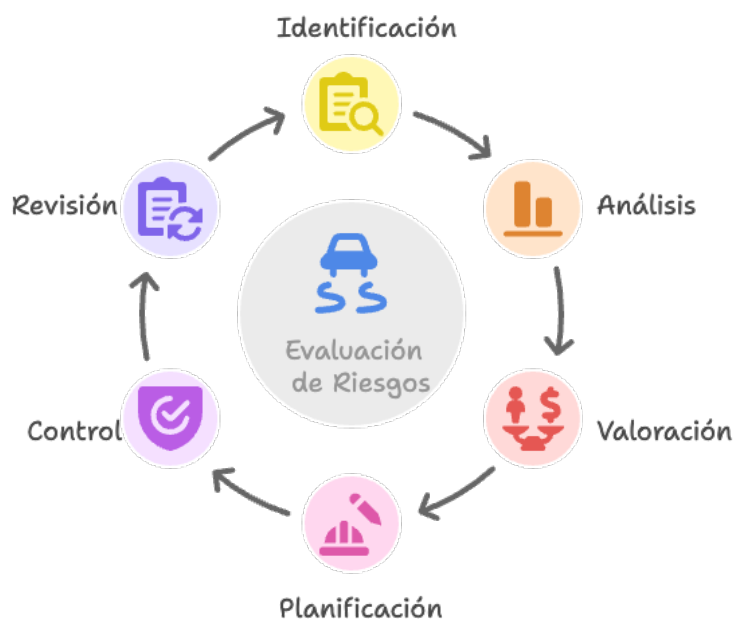 Identificación
Análisis
Valoración
Planificación
Control
Revisión
Evaluación
de Riesgos